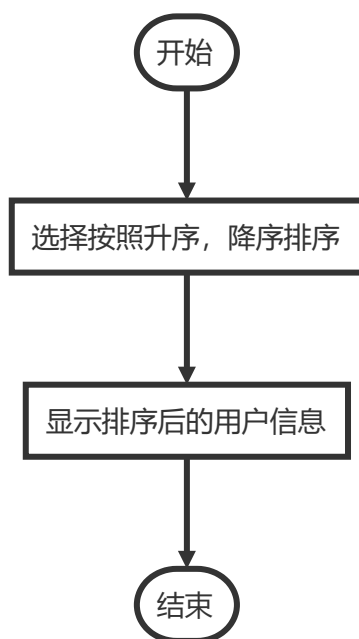 开始
选择按照升序，降序排序
显示排序后的用户信息
结束